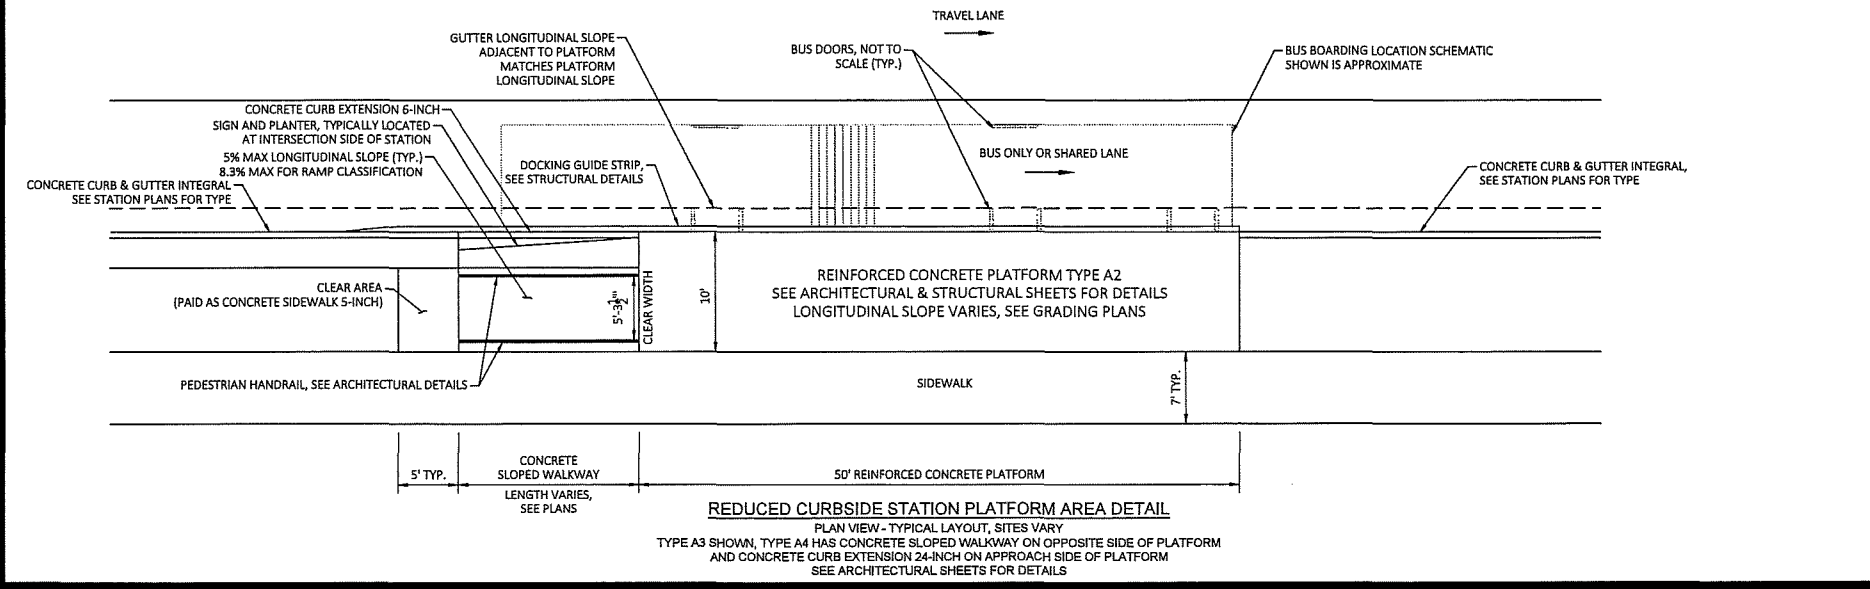 TRAVEL LANE
GUTTER LONGITUDINAL SLOPE
ADJACENT TO PLATFORM
MATCHES PLATFORM
LONGITUDINAL SLOPE
BUS DOORS, NOT TO
SCALE (TYP.)
BUS BOARDING LOCATION SCHEMATIC
SHOWN IS APPROXIMATE
CONCRETE CURB EXTENSION 6-INCH
SIGN AND PLANTER, TYPICALLY LOCATED
AT INTERSECTION SIDE OF STATION
5% MAX LONGITUDINAL SLOPE (TYP.)
8.3% MAX FOR RAMP CLASSIFICATION
CONCRETE CURB & GUTTER INTEGRAL
SEE STATION PLANS FOR TYPE
DOCKING GUIDE STRIP,
SEE STRUCTURAL DETAILS
BUS ONLY OR SHARED LANE
CONCRETE CURB & GUTTER INTEGRAL,
SEE STATION PLANS FOR TYPE
CLEAR AREA
(PAID AS CONCRETE SIDEWALK 5-INCH)
5'-3½"
CLEAR WIDTH
10'
REINFORCED CONCRETE PLATFORM TYPE A2
SEE ARCHITECTURAL & STRUCTURAL SHEETS FOR DETAILS
LONGITUDINAL SLOPE VARIES, SEE GRADING PLANS
PEDESTRIAN HANDRAIL, SEE ARCHITECTURAL DETAILS
SIDEWALK
7' TYP.
5' TYP.
CONCRETE
SLOPED WALKWAY
LENGTH VARIES,
SEE PLANS
50' REINFORCED CONCRETE PLATFORM
REDUCED CURBSIDE STATION PLATFORM AREA DETAIL
PLAN VIEW - TYPICAL LAYOUT, SITES VARY
TYPE A3 SHOWN, TYPE A4 HAS CONCRETE SLOPED WALKWAY ON OPPOSITE SIDE OF PLATFORM
AND CONCRETE CURB EXTENSION 24-INCH ON APPROACH SIDE OF PLATFORM
SEE ARCHITECTURAL SHEETS FOR DETAILS